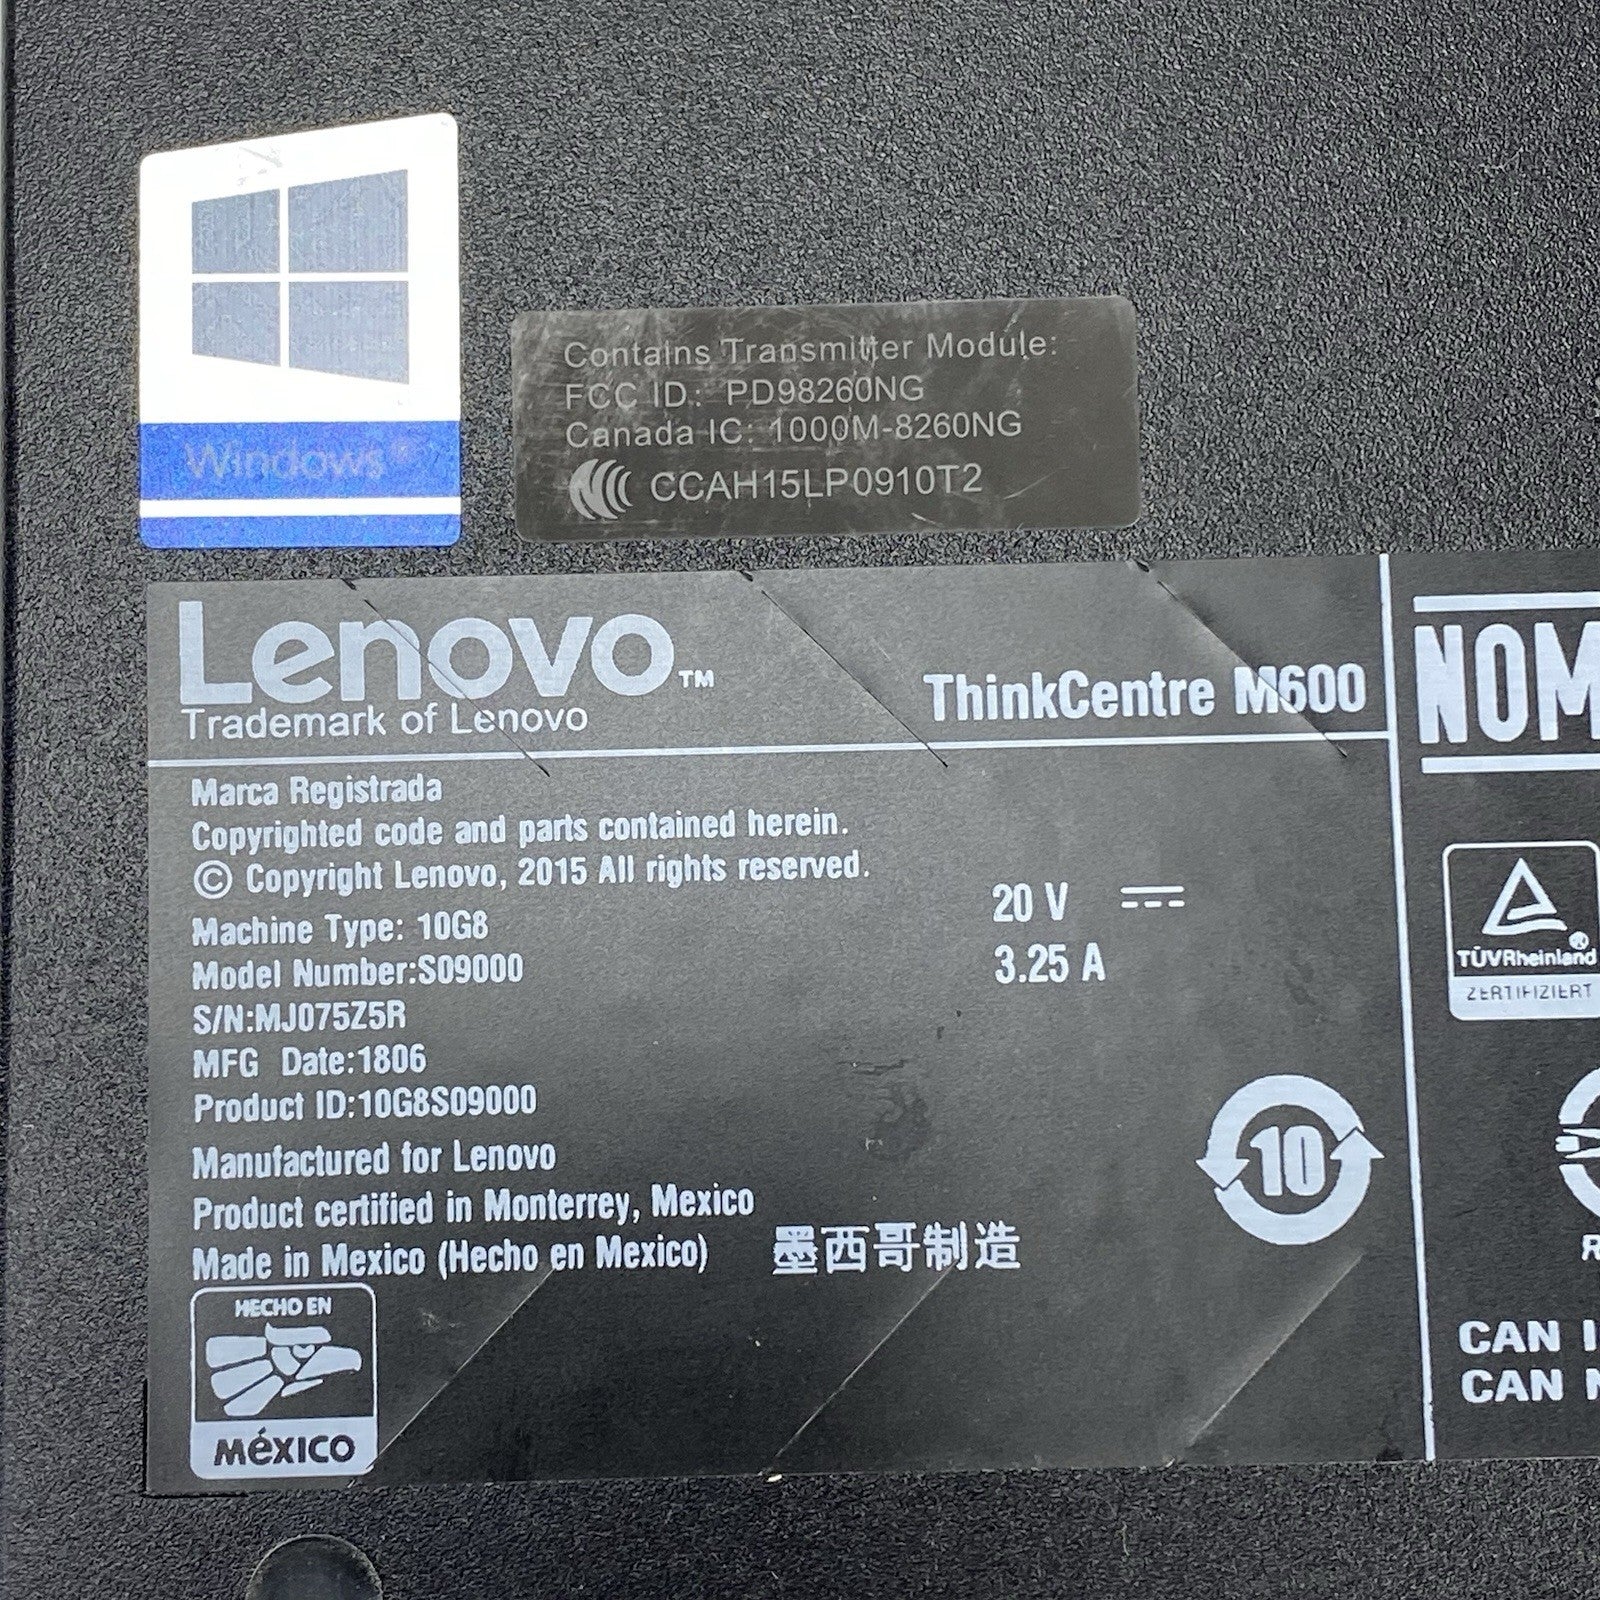 Windows®
Contains Transmitter Module:
FCC ID: PD98260NG
Canada IC: 1000M-8260NG
CCAH15LP0910T2
Lenovo™
Trademark of Lenovo
ThinkCentre M600
Marca Registrada
Copyrighted code and parts contained herein.
© Copyright Lenovo, 2015 All rights reserved.
Machine Type: 10G8
Model Number:S09000
S/N:MJ075Z5R
MFG Date:1806
Product ID:10G8S09000
20 V
3.25 A
Manufactured for Lenovo
Product certified in Monterrey, Mexico
Made in Mexico (Hecho en Mexico) 墨西哥制造
HECHO EN
MéXICO
10
NOM
TÜVRheinland®
ZERTIFIZIERT
CAN
CAN